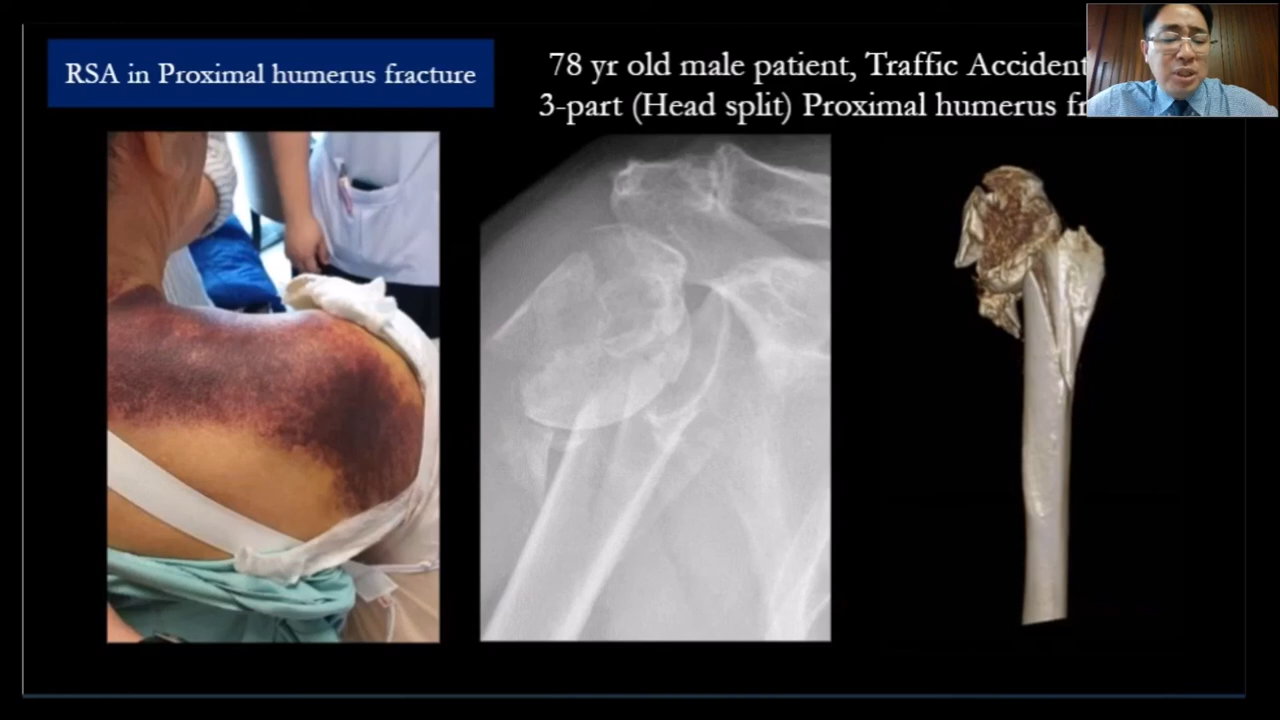 RSA in Proximal humerus fracture
78 yr old male patient, Traffic Accident
3-part (Head split) Proximal humerus fr